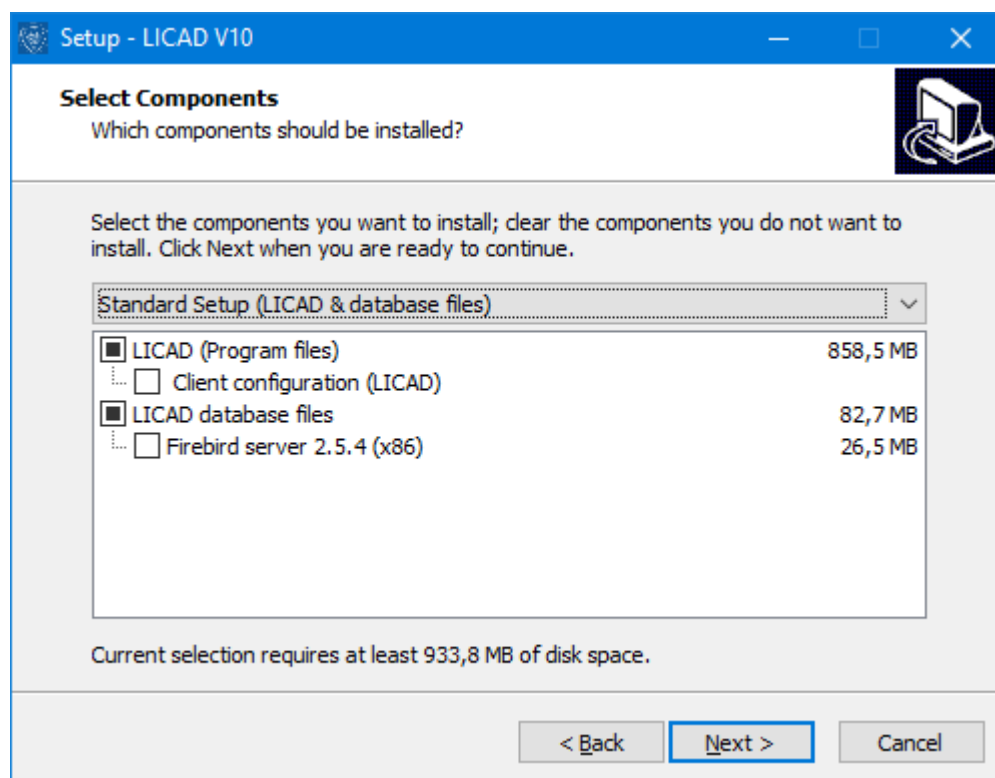 Setup - LICAD V10
Select Components
Which components should be installed?
Select the components you want to install; clear the components you do not want to
install. Click Next when you are ready to continue.
Standard Setup (LICAD & database files)
LICAD (Program files) 858,5 MB
Client configuration (LICAD)
LICAD database files 82,7 MB
Firebird server 2.5.4 (x86) 26,5 MB
Current selection requires at least 933,8 MB of disk space.
< Back Next > Cancel